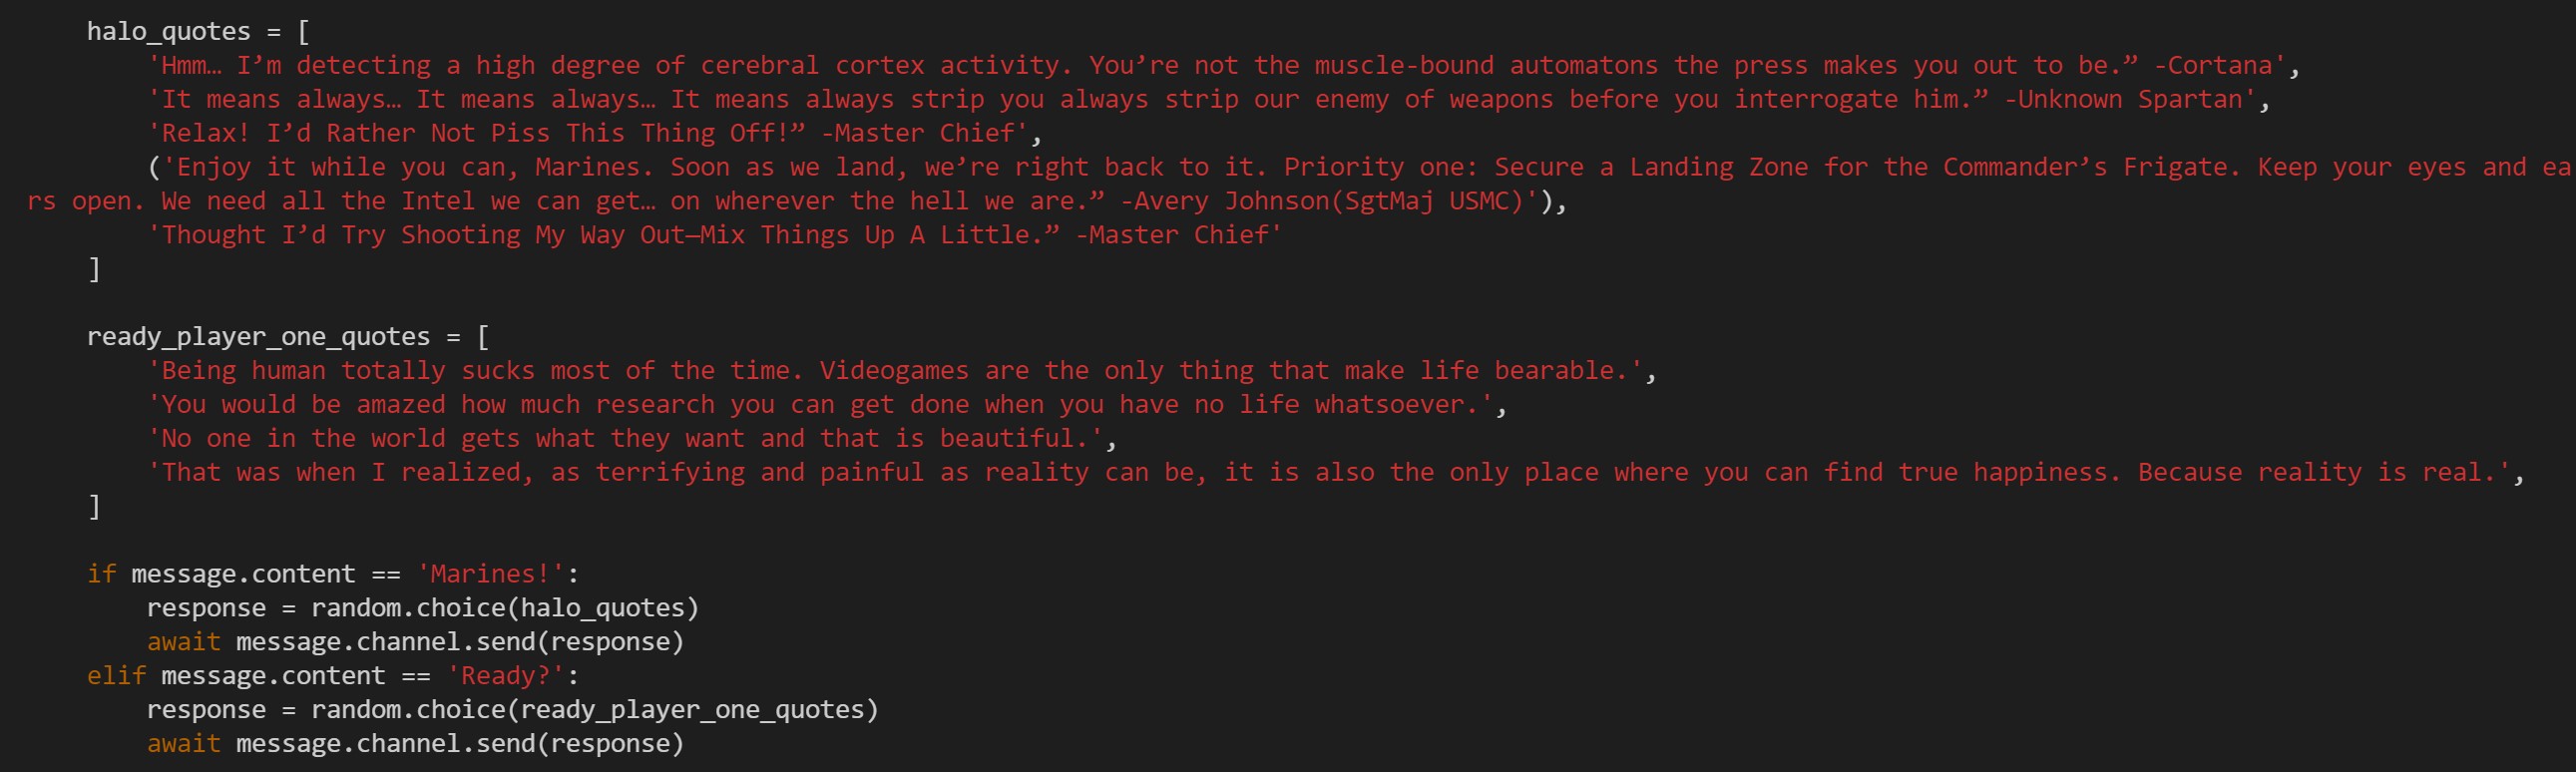 halo_quotes = [
'Hmm… I’m detecting a high degree of cerebral cortex activity. You’re not the muscle-bound automatons the press makes you out to be.” -Cortana',
'It means always… It means always… It means always strip you always strip our enemy of weapons before you interrogate him.” -Unknown Spartan',
'Relax! I’d Rather Not Piss This Thing Off!” -Master Chief',
('Enjoy it while you can, Marines. Soon as we land, we’re right back to it. Priority one: Secure a Landing Zone for the Commander’s Frigate. Keep your eyes and ea
rs open. We need all the Intel we can get… on wherever the hell we are.” -Avery Johnson(SgtMaj USMC)'),
'Thought I’d Try Shooting My Way Out—Mix Things Up A Little.” -Master Chief'
]
ready_player_one_quotes = [
'Being human totally sucks most of the time. Videogames are the only thing that make life bearable.',
'You would be amazed how much research you can get done when you have no life whatsoever.',
'No one in the world gets what they want and that is beautiful.',
'That was when I realized, as terrifying and painful as reality can be, it is also the only place where you can find true happiness. Because reality is real.',
]
if message.content == 'Marines!':
response = random.choice(halo_quotes)
await message.channel.send(response)
elif message.content == 'Ready?':
response = random.choice(ready_player_one_quotes)
await message.channel.send(response)